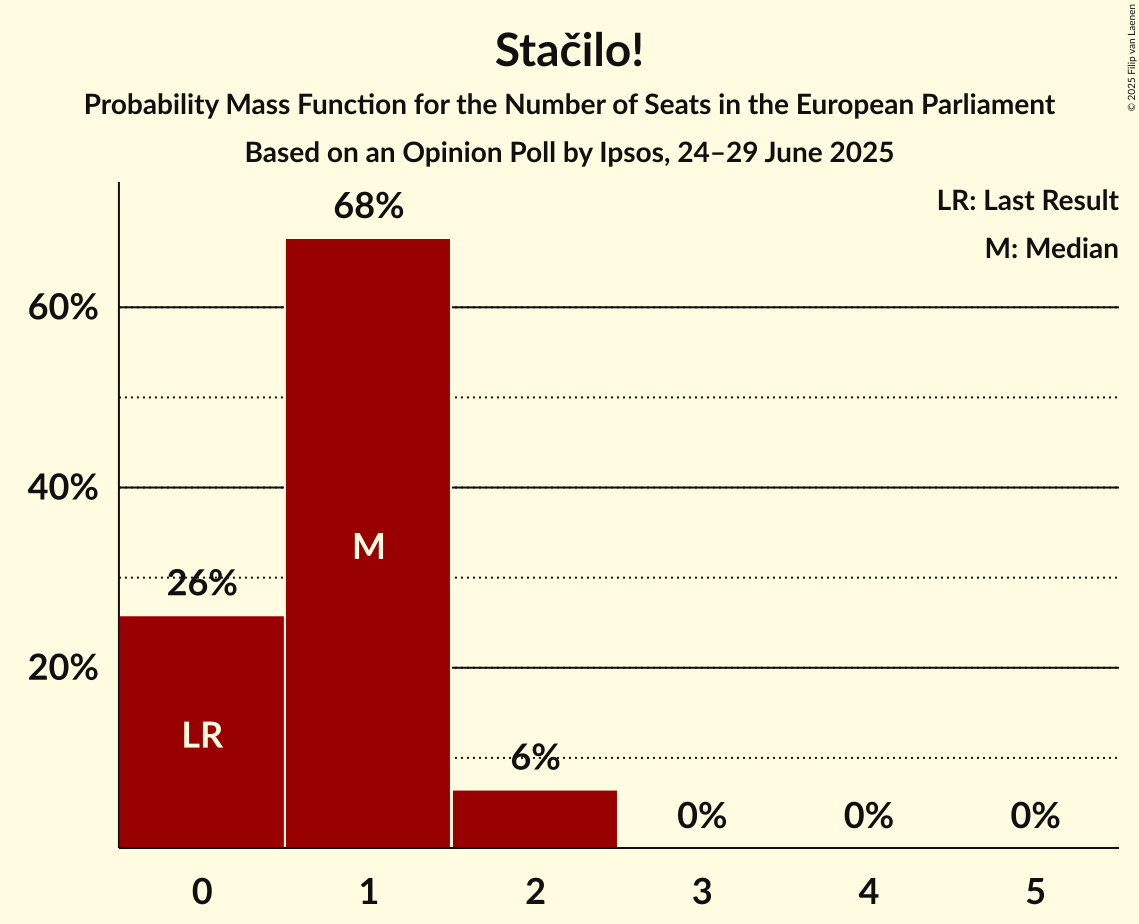 Stačilo!
Probability Mass Function for the Number of Seats in the European Parliament
Based on an Opinion Poll by Ipsos, 24–29 June 2025
© 2025 Filip van Laenen
LR: Last Result
M: Median
68%
60%
40%
M
26%
20%
LR
6%
0% 0% 0%
0 1 2 3 4 5